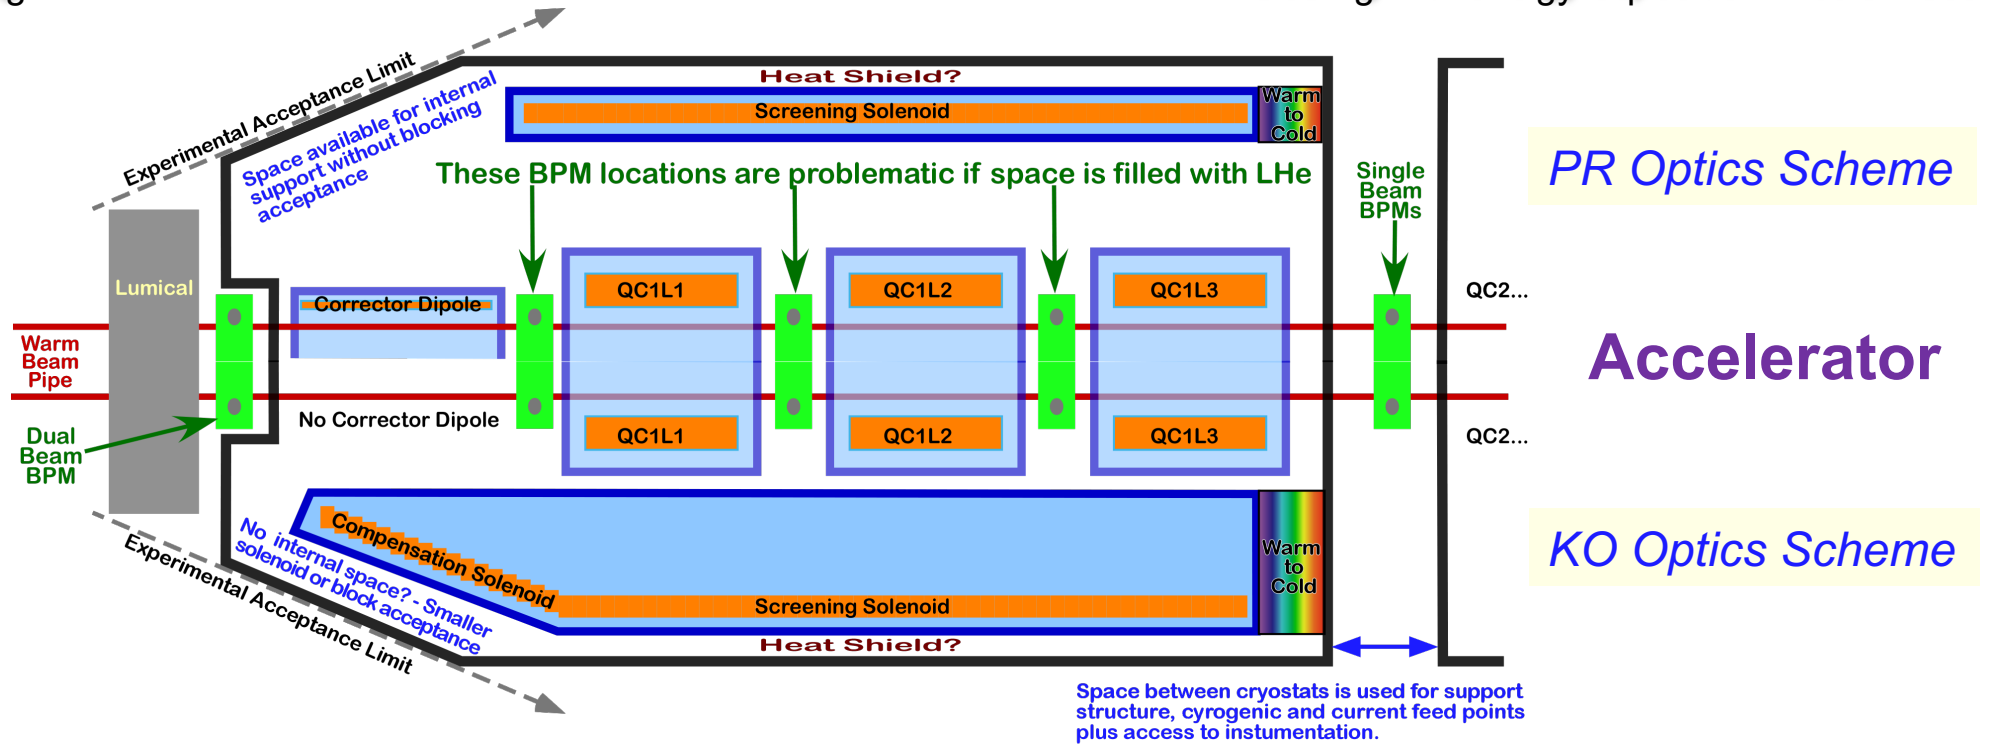 Experimental Acceptance Limit
Space available for internal
support without blocking
acceptance
Heat Shield?
Screening Solenoid
Warm
to
Cold
These BPM locations are problematic if space is filled with LHe
Single
Beam
BPMs
PR Optics Scheme
Lumical
Corrector Dipole
QC1L1
QC1L2
QC1L3
QC2...
Warm
Beam
Pipe
Accelerator
No Corrector Dipole
QC1L1
QC1L2
QC1L3
QC2...
Dual
Beam
BPM
Compensation Solenoid
Screening Solenoid
Warm
to
Cold
KO Optics Scheme
No internal space? - Smaller
solenoid or block acceptance
Experimental Acceptance Limit
Heat Shield?
Space between cryostats is used for support
structure, cyrogenic and current feed points
plus access to instumentation.